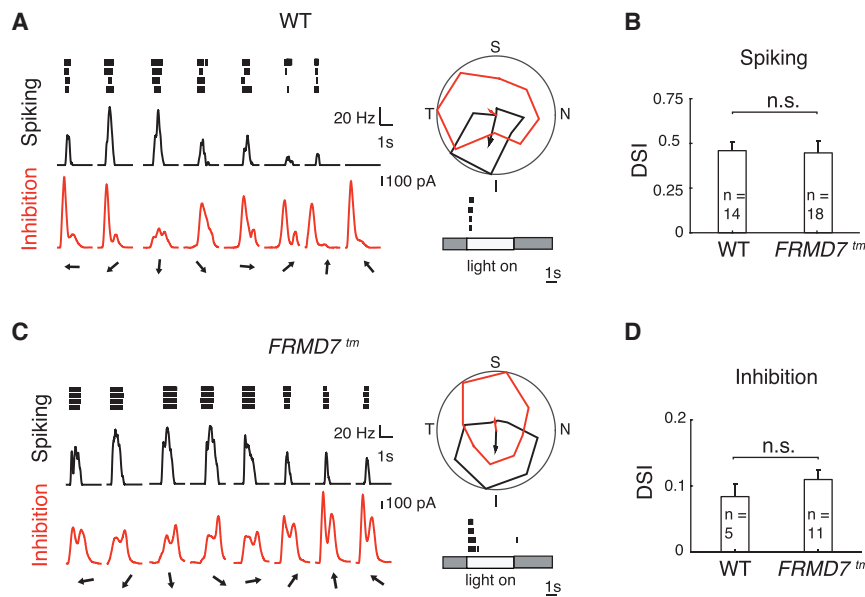 A
WT
Spiking
20 Hz
1s
Inhibition
100 pA
S
T
N
I
light on
1s
B
Spiking
DSI
0.75
0.5
0.25
0
n.s.
n =
14
n =
18
WT
FRMD7 tm
C
FRMD7 tm
Spiking
20 Hz
1s
Inhibition
100 pA
S
T
N
I
light on
1s
D
Inhibition
DSI
0.2
0.1
0
n.s.
n =
5
n =
11
WT
FRMD7 tm